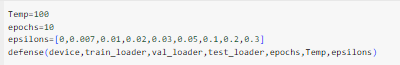 Temp=100
epochs=10
epsilons=[0,0.007,0.01,0.02,0.03,0.05,0.1,0.2,0.3]
defense(device,train_loader,val_loader,test_loader,epochs,Temp,epsilons)